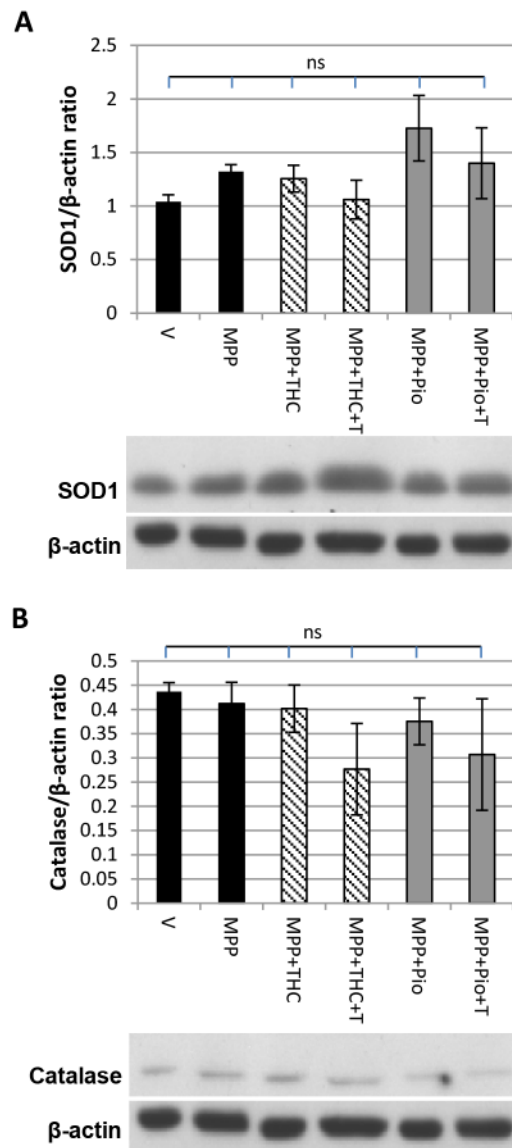 A
SOD1/β-actin ratio
2.5
2
1.5
1
0.5
0
ns
V
MPP
MPP+THC
MPP+THC+T
MPP+Pio
MPP+Pio+T
SOD1
β-actin
B
Catalase/β-actin ratio
0.5
0.45
0.4
0.35
0.3
0.25
0.2
0.15
0.1
0.05
0
ns
V
MPP
MPP+THC
MPP+THC+T
MPP+Pio
MPP+Pio+T
Catalase
β-actin